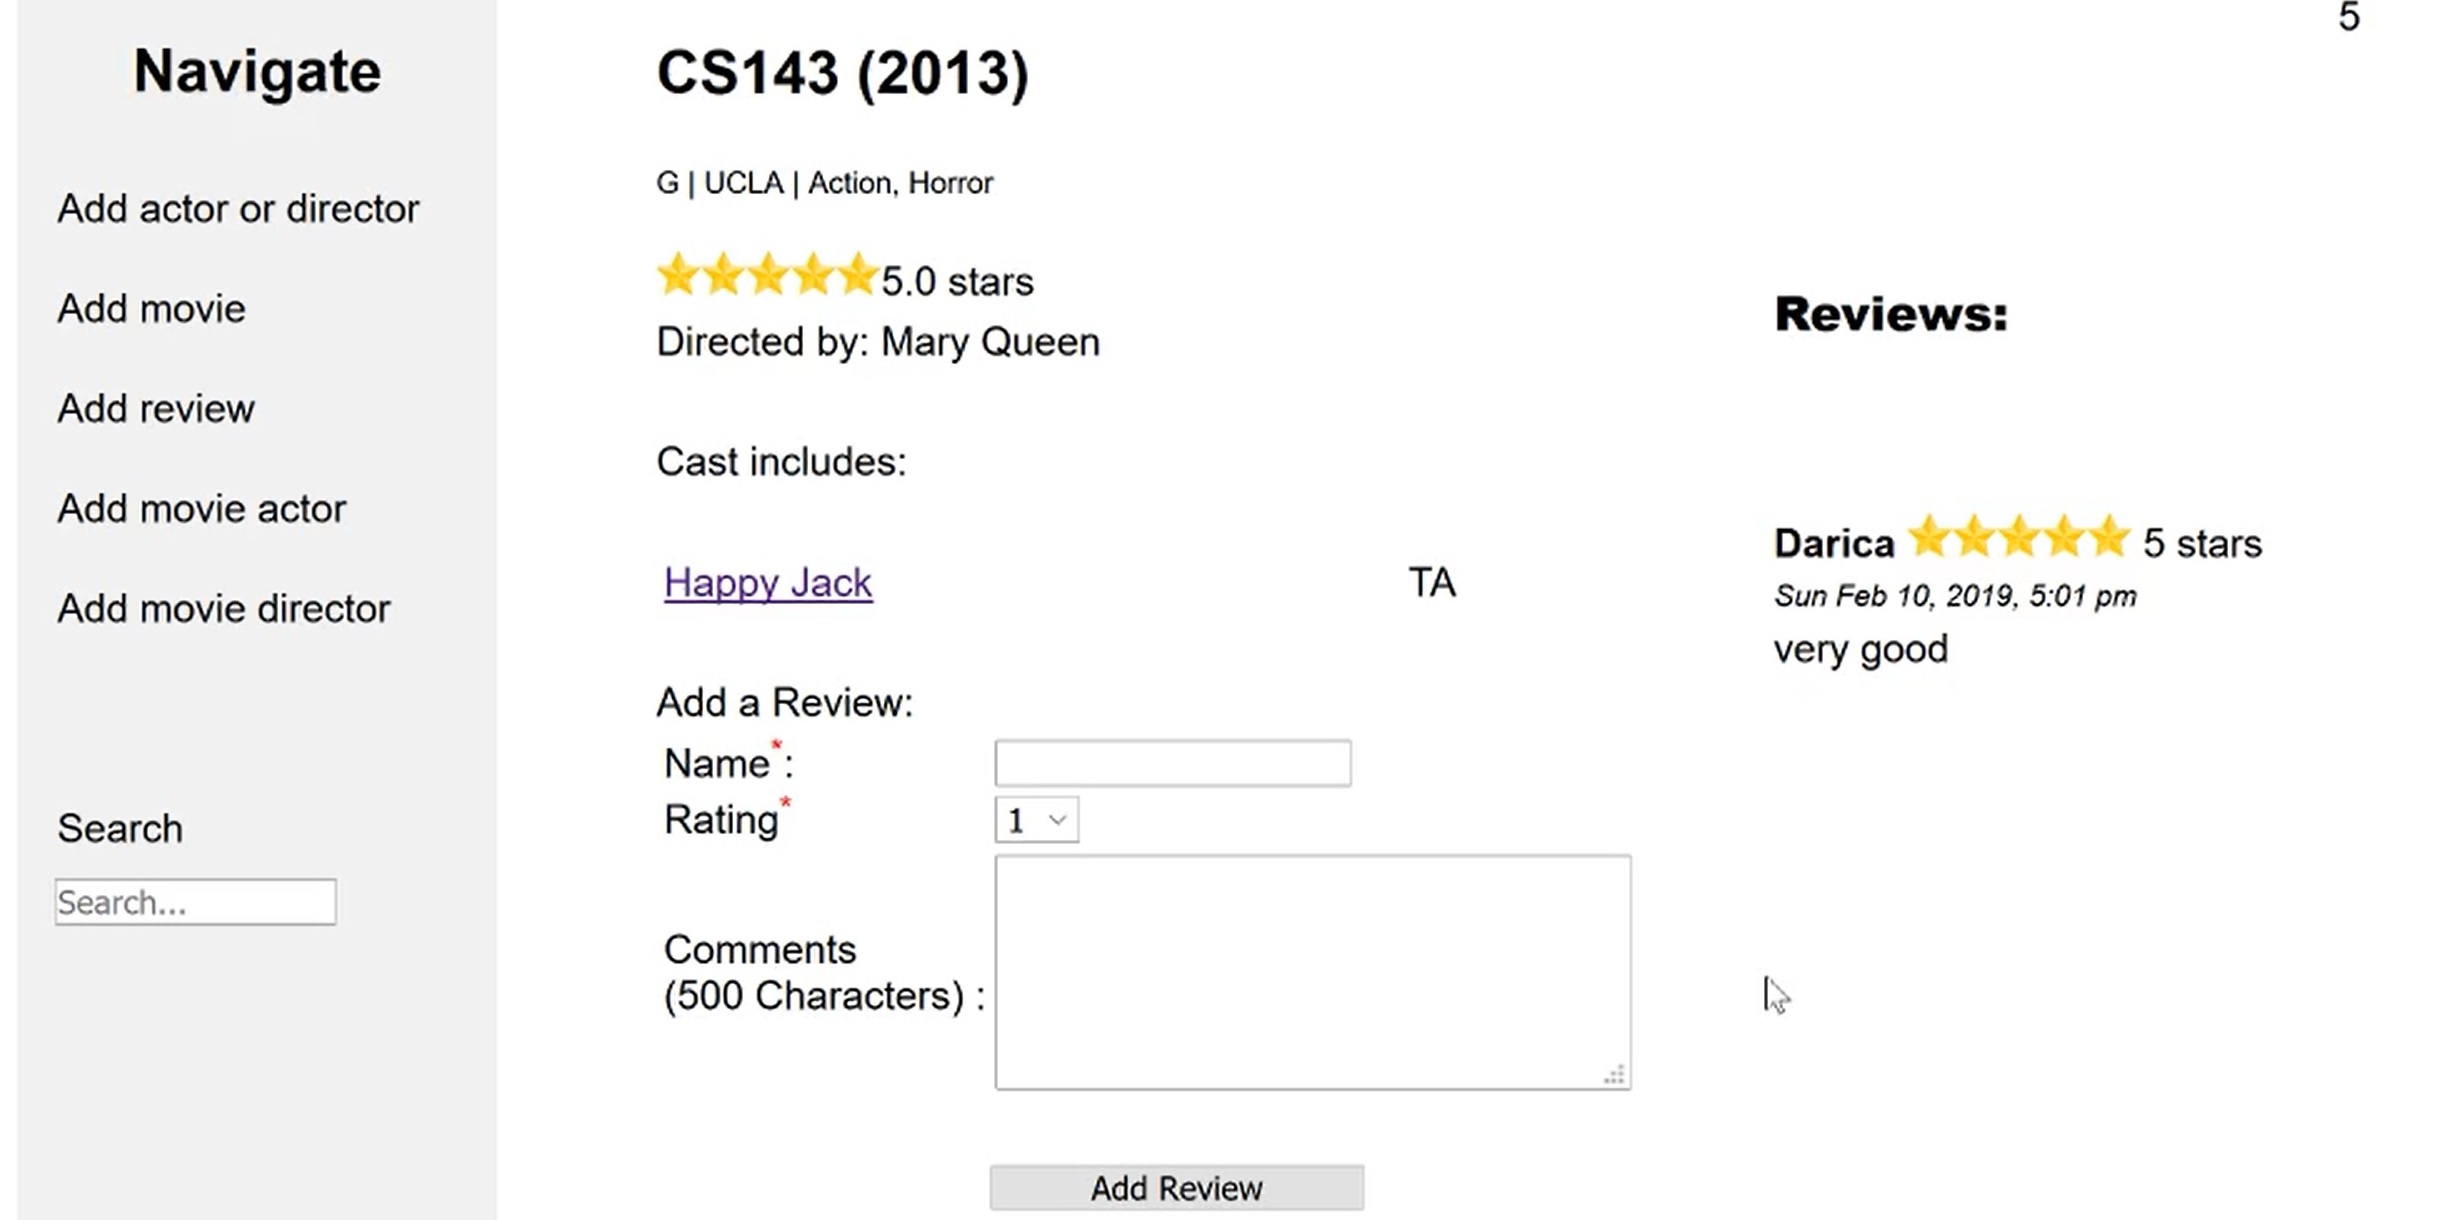 Navigate
Add actor or director
Add movie
Add review
Add movie actor
Add movie director
Search
Search...
CS143 (2013)
G | UCLA | Action, Horror
5.0 stars
Directed by: Mary Queen
Cast includes:
Happy Jack TA
Add a Review:
Name*:
Rating* 1
Comments
(500 Characters) :
Add Review
5
Reviews:
Darica 5 stars
Sun Feb 10, 2019, 5:01 pm
very good